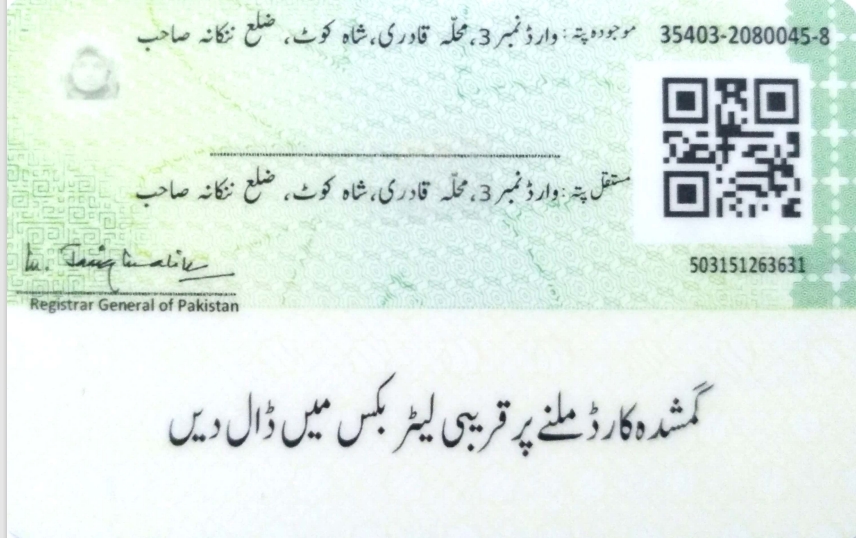 35403-2080045-8
موجودہ پتہ: وارڈ نمبر 3، محلّہ قادری، شاہ کوٹ، ضلع ننکانہ صاحب
مستقل پتہ: وارڈ نمبر 3، محلّہ قادری، شاہ کوٹ، ضلع ننکانہ صاحب
503151263631
Registrar General of Pakistan
گمشدہ کارڈ ملنے پر قریبی لیٹر بکس میں ڈال دیں